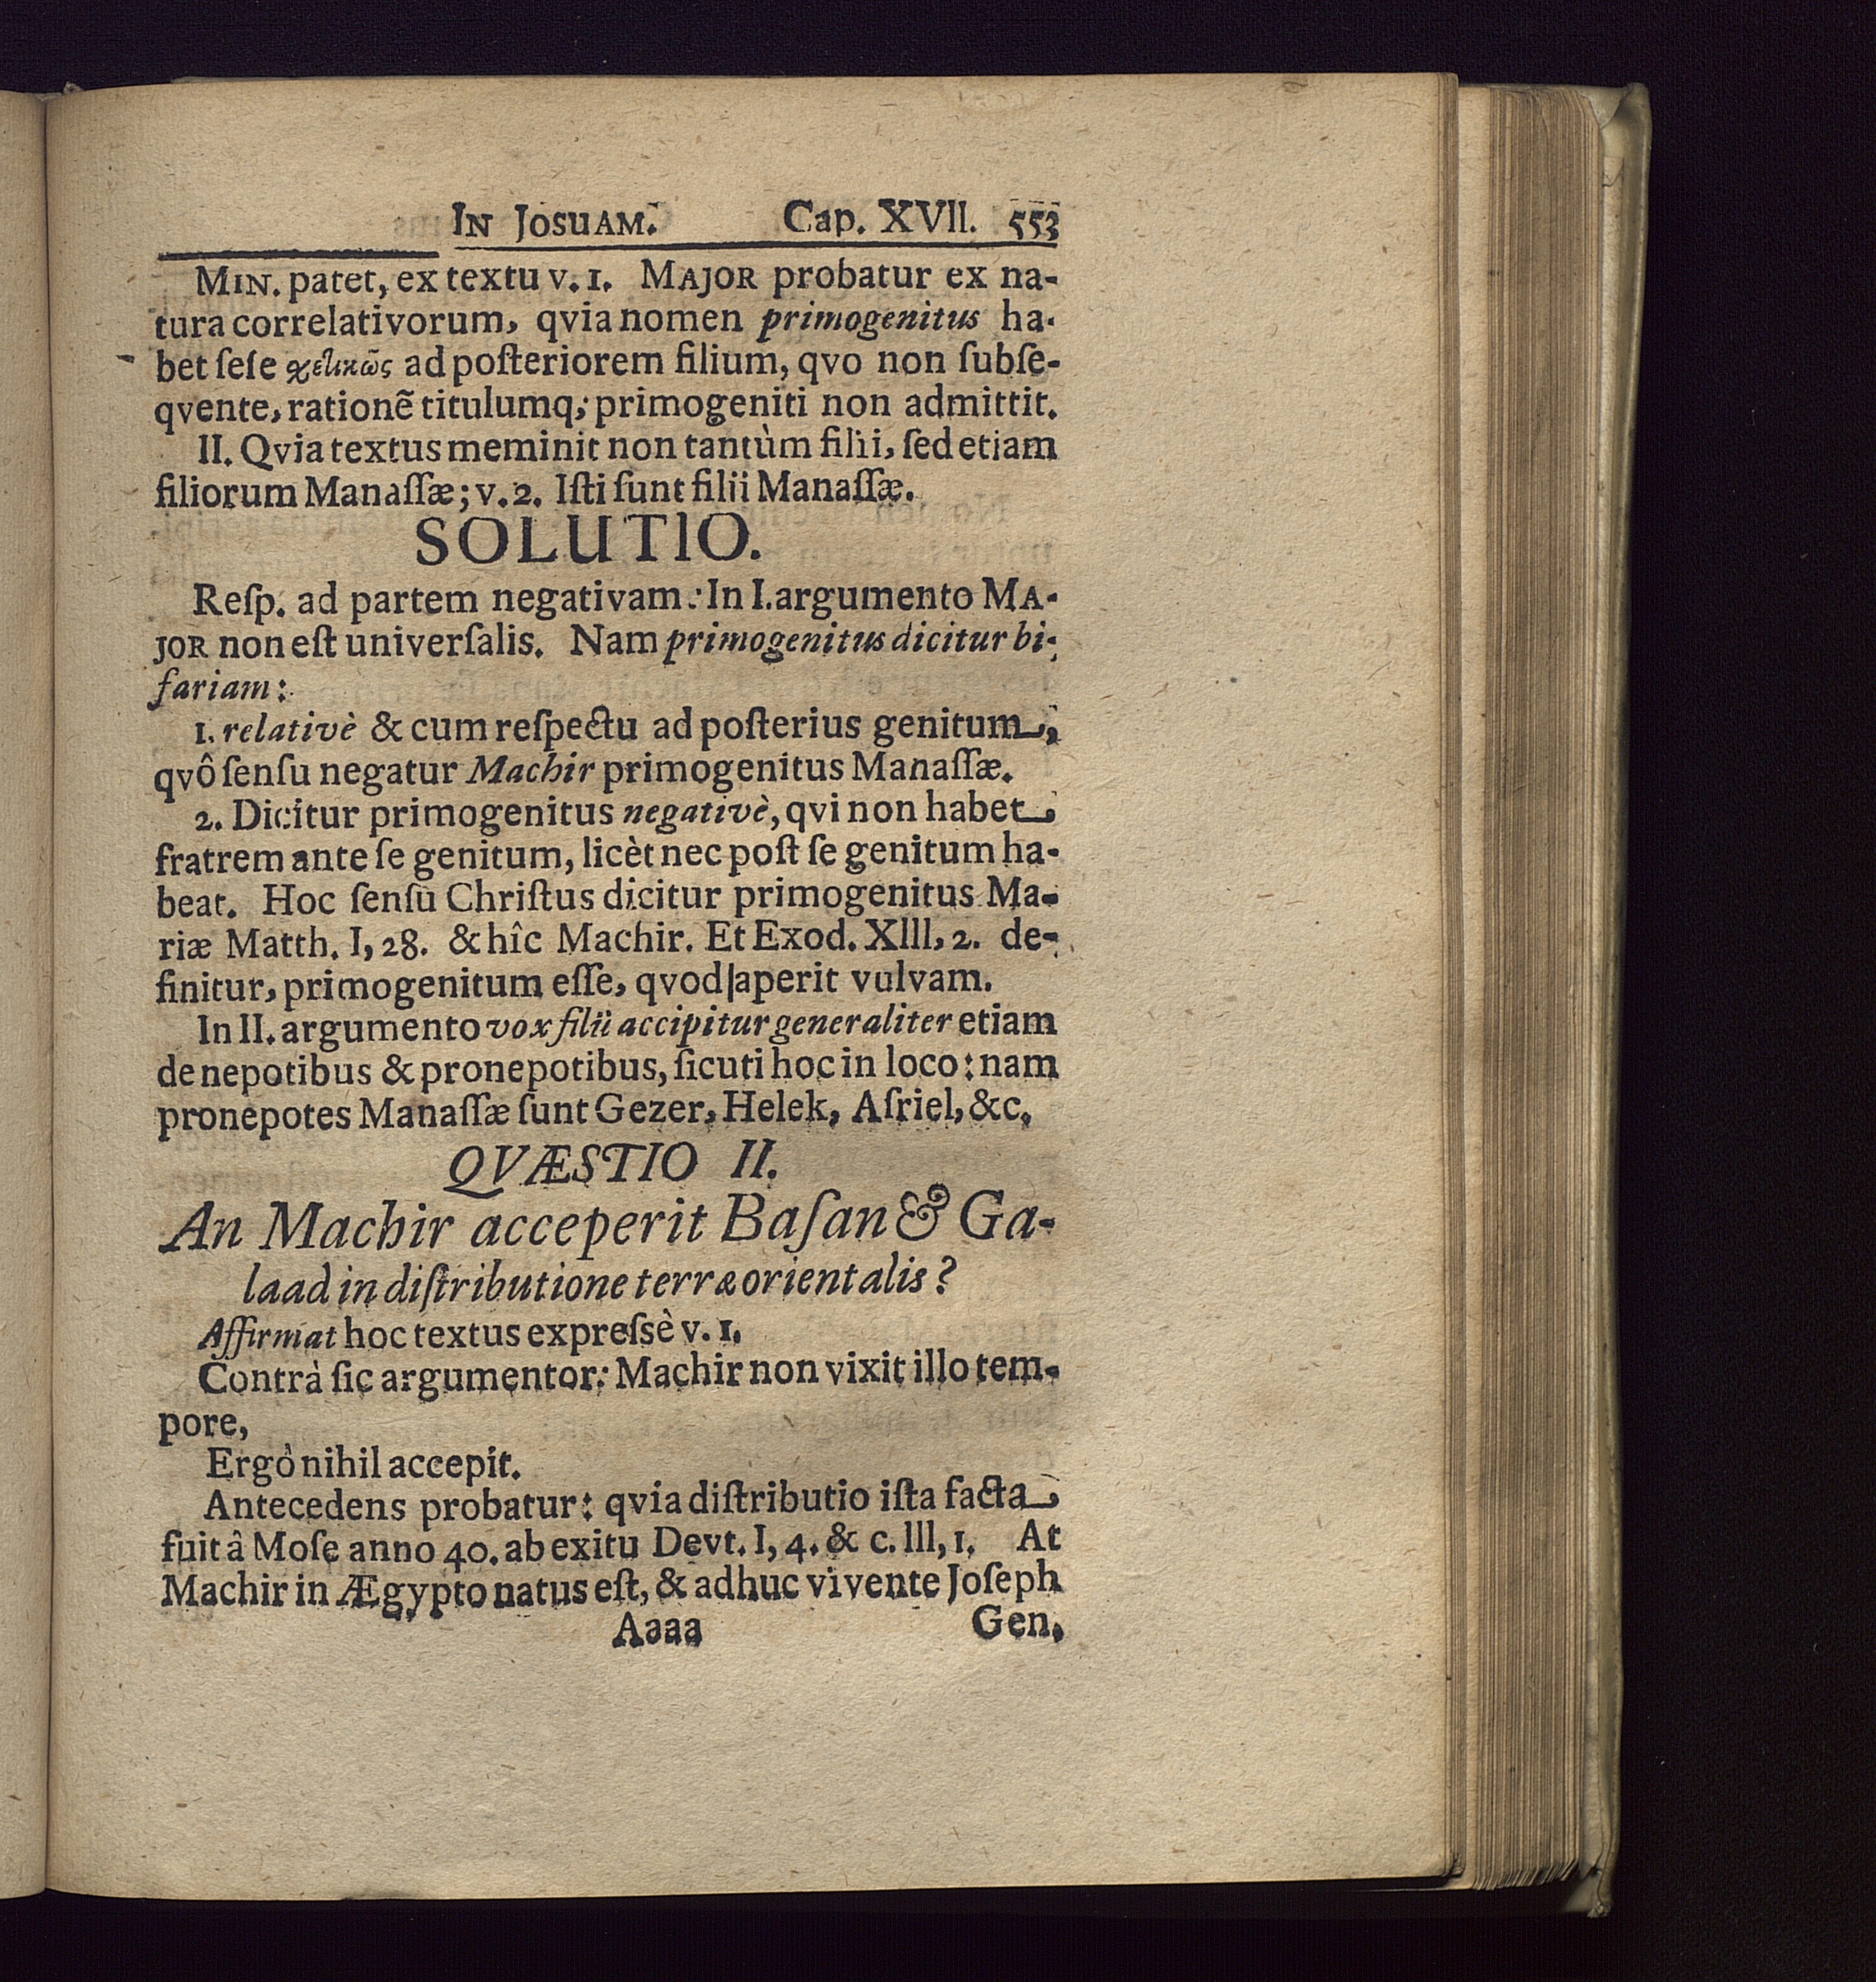 IN JOSUAM. Cap. XVII. 553
MIN. patet, ex textu v. 1. MAJOR probatur ex na-
tura correlativorum, qvia nomen primogenitus ha-
bet ſeſe ϛχεληκῶς ad poſteriorem filium, qvo non ſubſe-
qvente, rationẽ titulumq; primogeniti non admittit.
II. Qvia textus meminit non tantùm filii, ſed etiam
filiorum Manaſſæ; v. 2. Iſti ſunt filii Manaſſæ.
SOLUTIO.
Reſp. ad partem negativam: In I. argumento MA-
JOR non eſt univerſalis. Nam primogenitus dicitur bi-
fariam:
1. relativè & cum reſpectu ad poſterius genitum,
qvô ſenſu negatur Machir primogenitus Manaſſæ.
2. Dicitur primogenitus negativè, qvi non habet
fratrem ante ſe genitum, licèt nec poſt ſe genitum ha-
beat. Hoc ſenſu Chriſtus dicitur primogenitus Ma-
riæ Matth. I, 28. & hîc Machir. Et Exod. XIII, 2. de-
finitur, primogenitum eſſe, qvod aperit vulvam.
In II. argumento vox filii accipitur generaliter etiam
de nepotibus & pronepotibus, ſicuti hoc in loco: nam
pronepotes Manaſſæ ſunt Gezer, Helek, Aſriel, &c.
QVÆSTIO II.
An Machir acceperit Baſan & Ga-
laad in diſtributione terræ orientalis?
Affirmat hoc textus expreſsè v. 1.
Contrà ſic argumentor: Machir non vixit illo tem-
pore,
Ergò nihil accepit.
Antecedens probatur: qvia diſtributio iſta facta
fuit â Moſe anno 40. ab exitu Devt. I, 4. & c. III, 1. At
Machir in Ægypto natus eſt, & adhuc vivente Joſeph
Aaaa Gen.